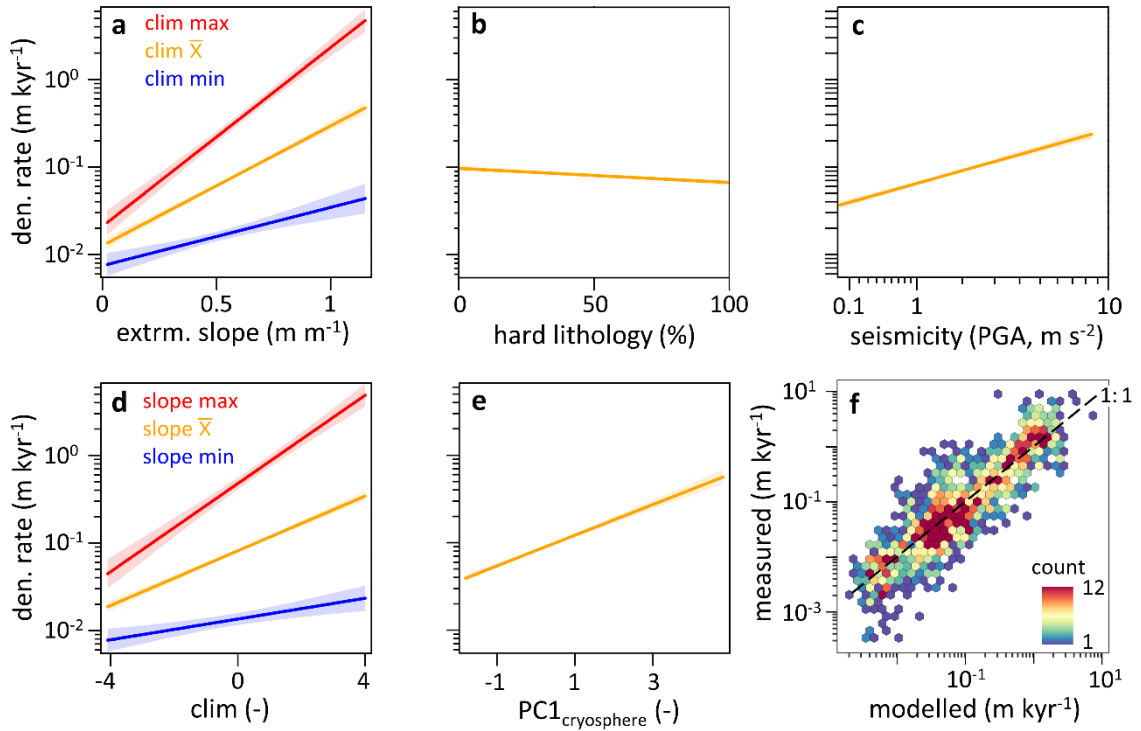 a
clim max
clim X̅
clim min
10⁰
10⁻¹
10⁻²
den. rate (m kyr⁻¹)
0
0.5
1
extrm. slope (m m⁻¹)
b
0
50
100
hard lithology (%)
c
0.1
1
10
seismicity (PGA, m s⁻²)
d
slope max
slope X̅
slope min
10⁰
10⁻¹
10⁻²
den. rate (m kyr⁻¹)
-4
0
4
clim (-)
e
-1
1
3
PC1cryosphere (-)
f
1:1
10¹
10⁻¹
10⁻³
measured (m kyr⁻¹)
count
12
1
10⁻¹
10¹
modelled (m kyr⁻¹)